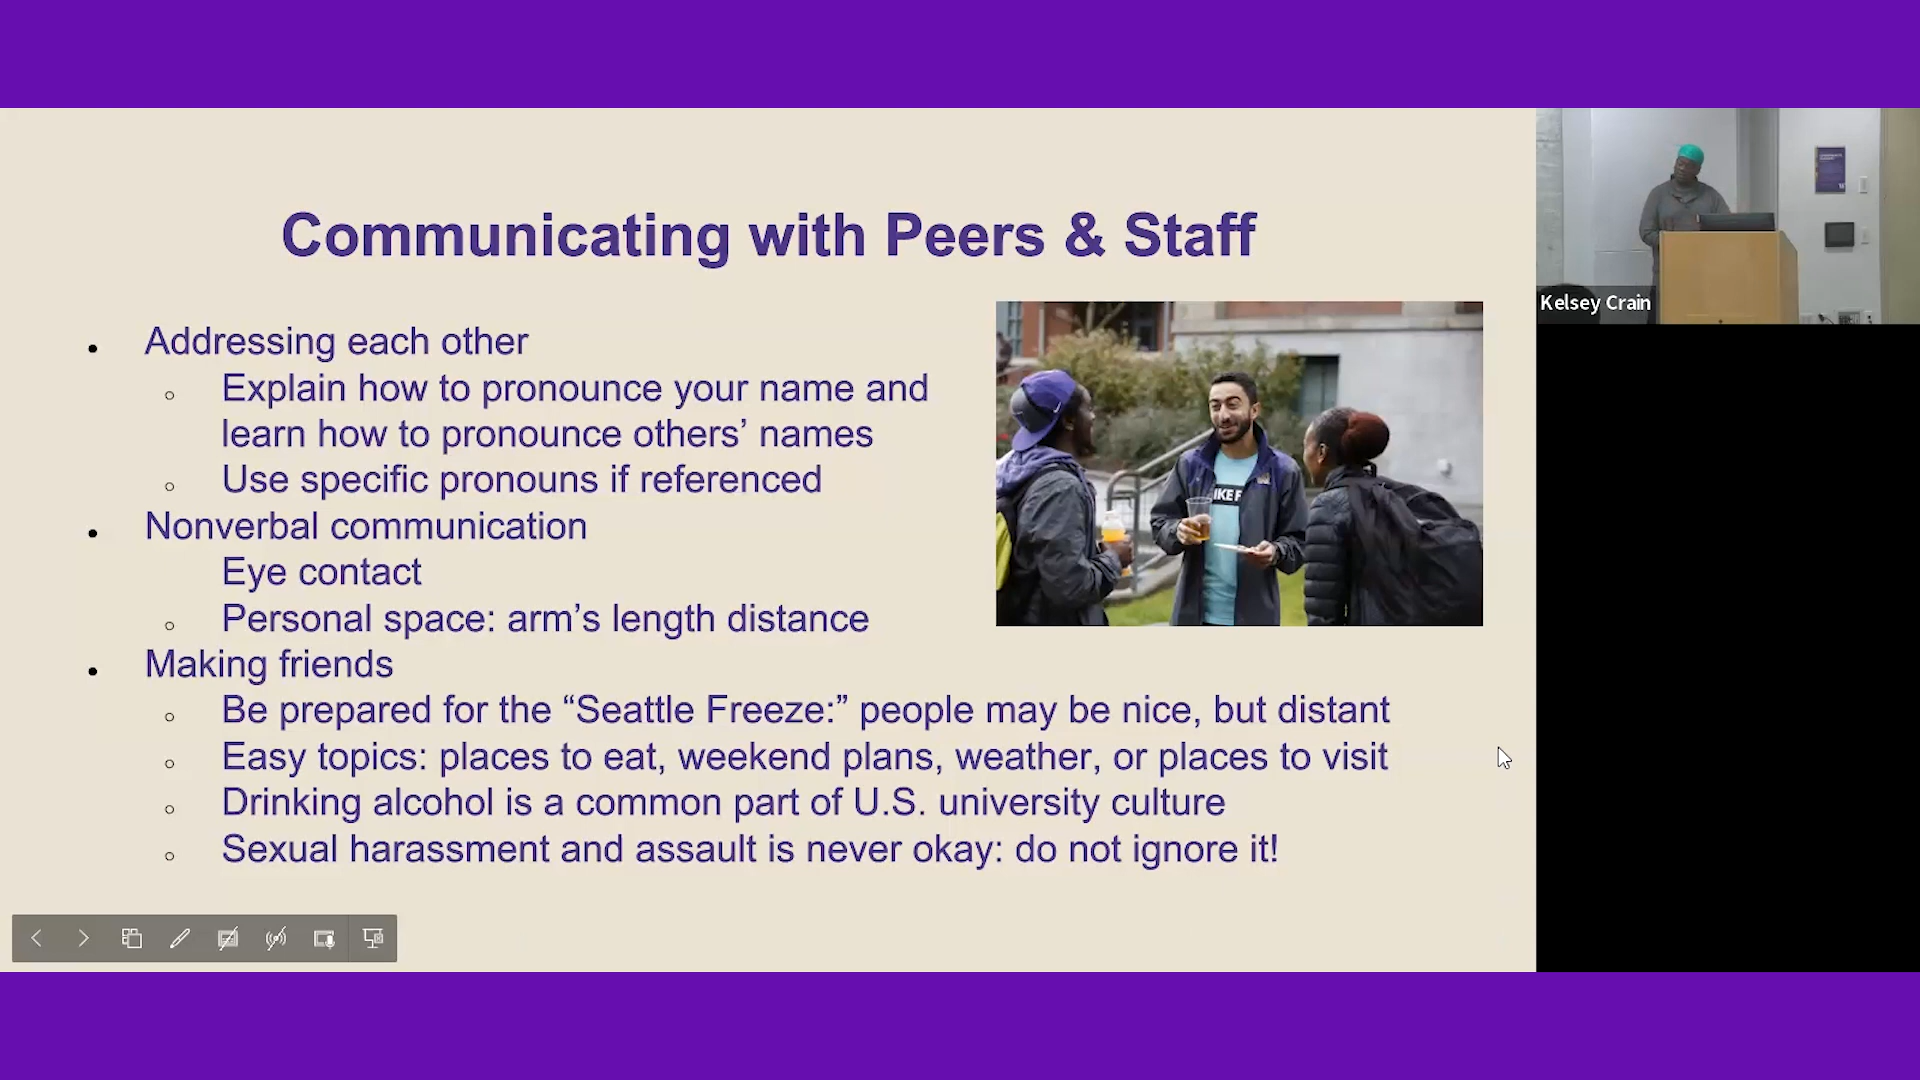 Communicating with Peers & Staff
Addressing each other
Explain how to pronounce your name and
learn how to pronounce others’ names
Use specific pronouns if referenced
Nonverbal communication
Eye contact
Personal space: arm’s length distance
Making friends
Be prepared for the “Seattle Freeze:” people may be nice, but distant
Easy topics: places to eat, weekend plans, weather, or places to visit
Drinking alcohol is a common part of U.S. university culture
Sexual harassment and assault is never okay: do not ignore it!
Kelsey Crain